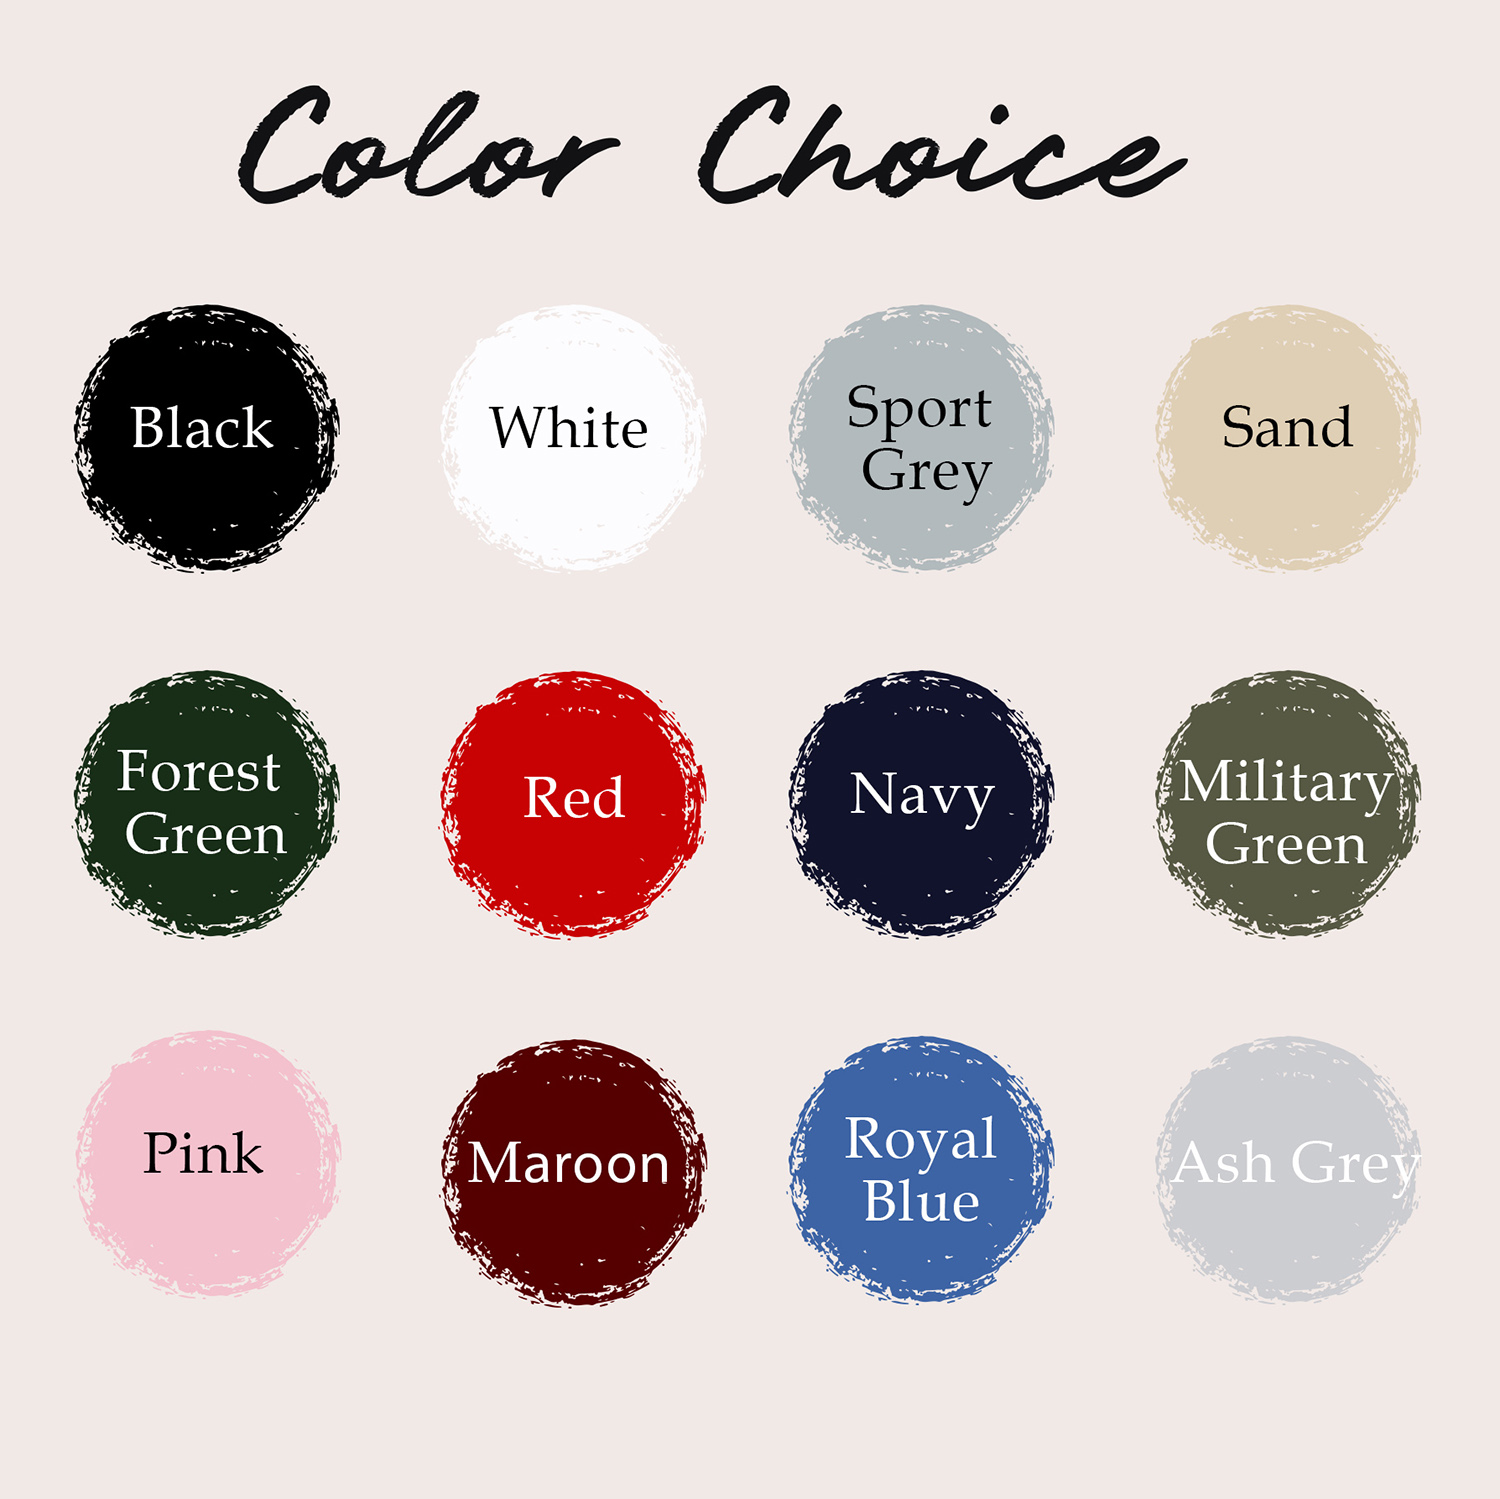 Color Choice
Black
White
Sport
Grey
Sand
Forest
Green
Red
Navy
Military
Green
Pink
Maroon
Royal
Blue
Ash Grey